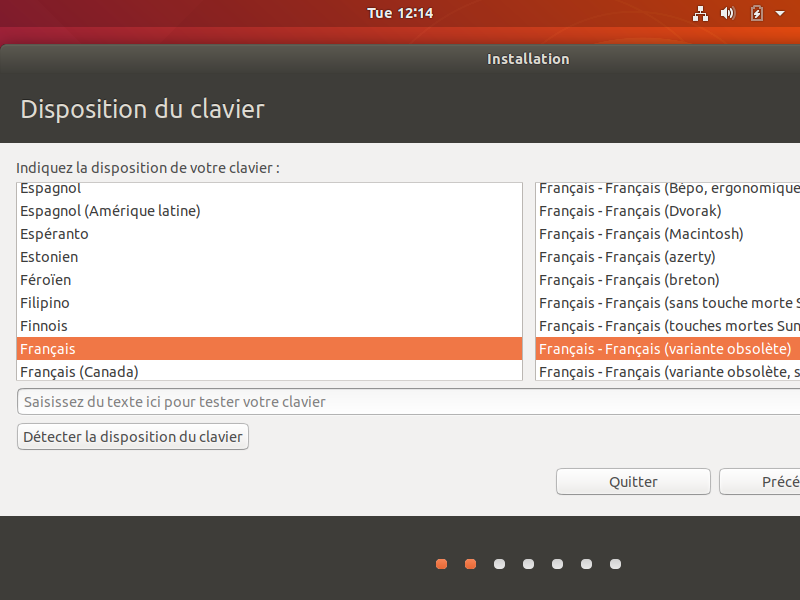 Tue 12:14
Installation
Disposition du clavier
Indiquez la disposition de votre clavier :
Espagnol
Espagnol (Amérique latine)
Espéranto
Estonien
Féroïen
Filipino
Finnois
Français
Français (Canada)
Français - Français (Bépo, ergonomique
Français - Français (Dvorak)
Français - Français (Macintosh)
Français - Français (azerty)
Français - Français (breton)
Français - Français (sans touche morte S
Français - Français (touches mortes Sun
Français - Français (variante obsolète)
Français - Français (variante obsolète, s
Saisissez du texte ici pour tester votre clavier
Détecter la disposition du clavier
Quitter
Précé